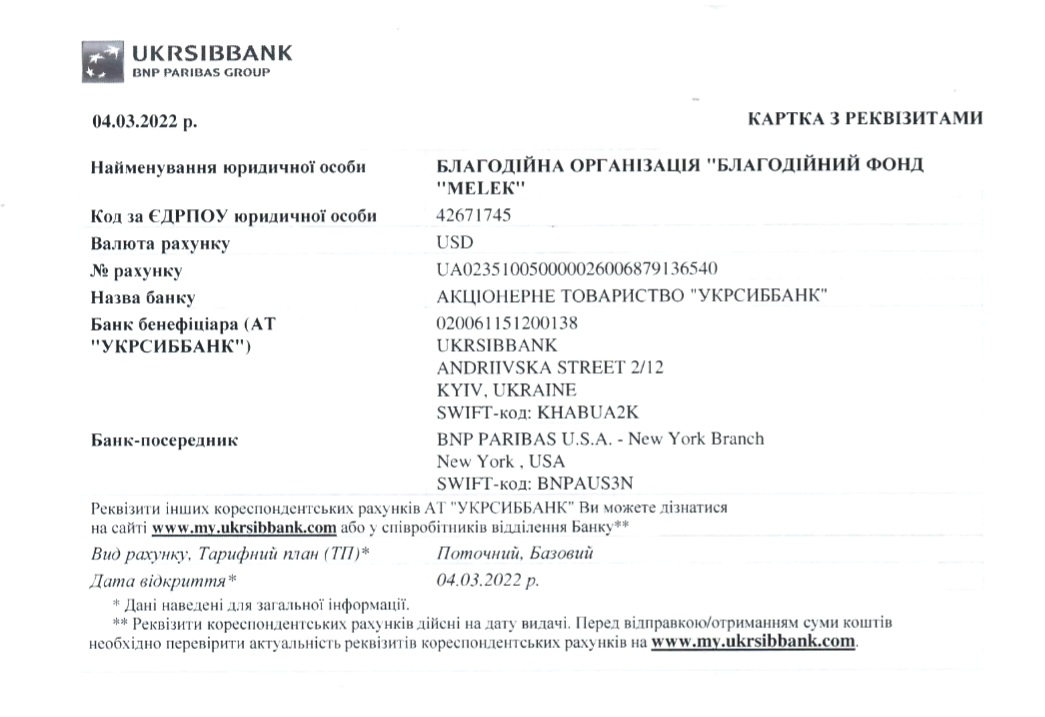 UKRSIBBANK
BNP PARIBAS GROUP
04.03.2022 р.
КАРТКА З РЕКВІЗИТАМИ
Найменування юридичної особи
БЛАГОДІЙНА ОРГАНІЗАЦІЯ "БЛАГОДІЙНИЙ ФОНД
"MELEK"
Код за ЄДРПОУ юридичної особи
42671745
Валюта рахунку
USD
№ рахунку
UA023510050000026006879136540
Назва банку
АКЦІОНЕРНЕ ТОВАРИСТВО "УКРСИББАНК"
Банк бенефіціара (АТ
"УКРСИББАНК")
020061151200138
UKRSIBBANK
ANDRIIVSKA STREET 2/12
KYIV, UKRAINE
SWIFT-код: KHABUA2K
Банк-посередник
BNP PARIBAS U.S.A. - New York Branch
New York , USA
SWIFT-код: BNPAUS3N
Реквізити інших кореспондентських рахунків АТ "УКРСИББАНК" Ви можете дізнатися
на сайті www.my.ukrsibbank.com або у співробітників відділення Банку**
Вид рахунку, Тарифний план (ТП)*
Поточний, Базовий
Дата відкриття*
04.03.2022 р.
* Дані наведені для загальної інформації.
** Реквізити кореспондентських рахунків дійсні на дату видачі. Перед відправкою/отриманням суми коштів
необхідно перевірити актуальність реквізитів кореспондентських рахунків на www.my.ukrsibbank.com.